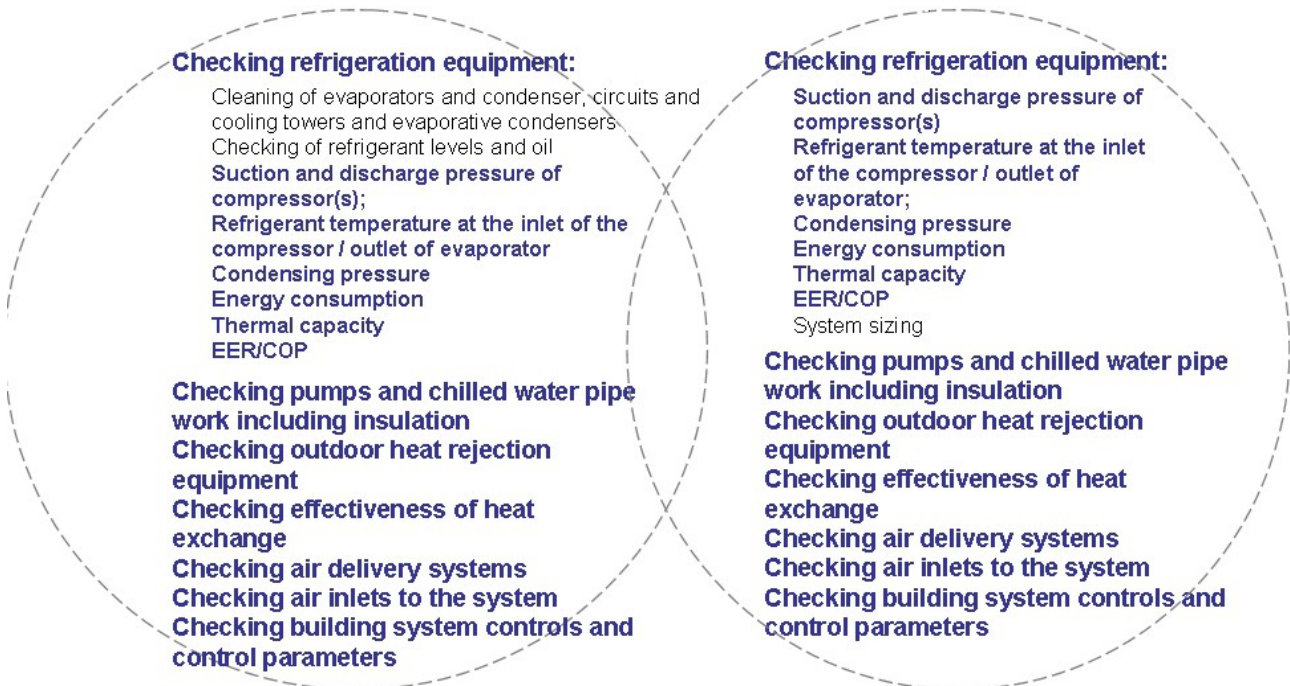 Checking refrigeration equipment:
Cleaning of evaporators and condenser, circuits and
cooling towers and evaporative condensers
Checking of refrigerant levels and oil
Suction and discharge pressure of
compressor(s);
Refrigerant temperature at the inlet of the
compressor / outlet of evaporator
Condensing pressure
Energy consumption
Thermal capacity
EER/COP
Checking pumps and chilled water pipe
work including insulation
Checking outdoor heat rejection
equipment
Checking effectiveness of heat
exchange
Checking air delivery systems
Checking air inlets to the system
Checking building system controls and
control parameters
Checking refrigeration equipment:
Suction and discharge pressure of
compressor(s)
Refrigerant temperature at the inlet
of the compressor / outlet of
evaporator;
Condensing pressure
Energy consumption
Thermal capacity
EER/COP
System sizing
Checking pumps and chilled water pipe
work including insulation
Checking outdoor heat rejection
equipment
Checking effectiveness of heat
exchange
Checking air delivery systems
Checking air inlets to the system
Checking building system controls and
control parameters